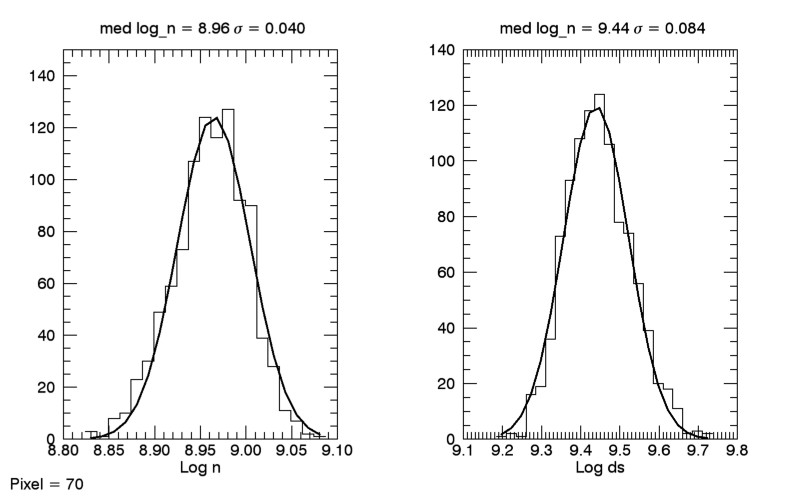 med log_n = 8.96 σ = 0.040
140
120
100
80
60
40
20
0
8.80 8.85 8.90 8.95 9.00 9.05 9.10
Log n
med log_n = 9.44 σ = 0.084
140
120
100
80
60
40
20
0
9.1 9.2 9.3 9.4 9.5 9.6 9.7 9.8
Log ds
Pixel = 70